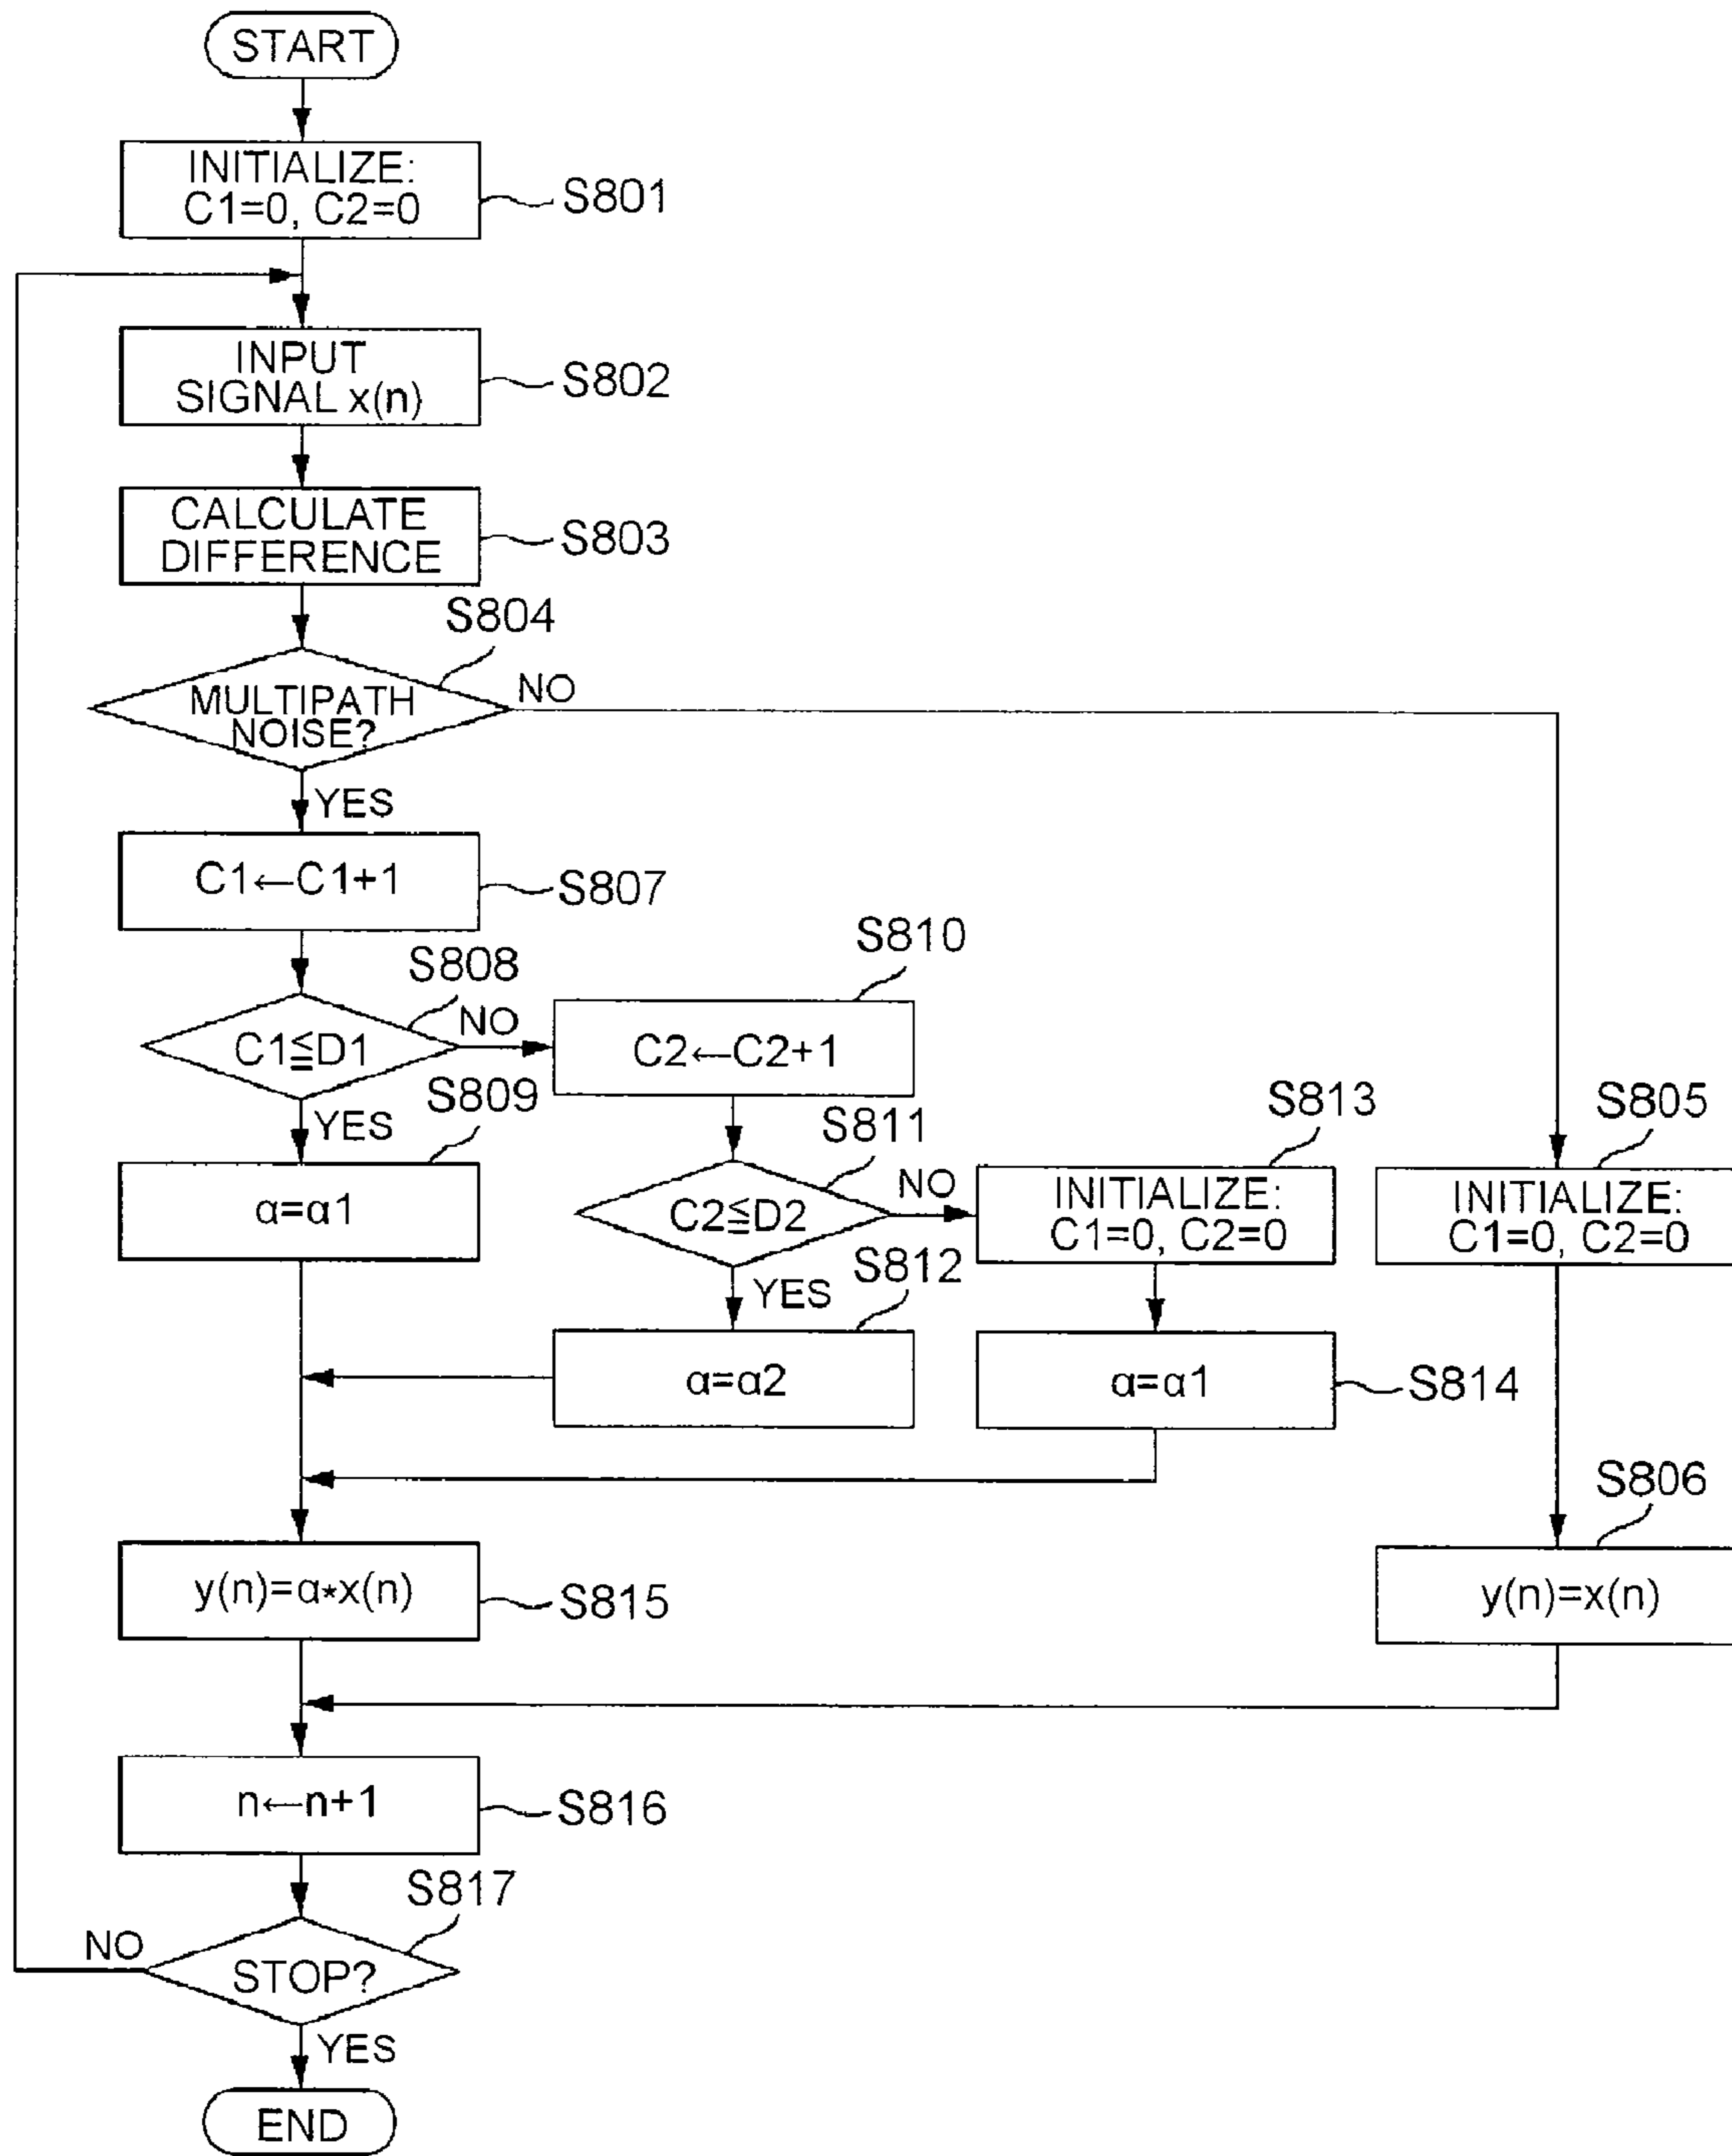 START
INITIALIZE:
C1=0, C2=0
S801
INPUT
SIGNAL x(n)
S802
CALCULATE
DIFFERENCE
S803
S804
MULTIPATH
NOISE?
NO
YES
C1←C1+1
S807
S808
C1≦D1
NO
YES
S810
C2←C2+1
S809
α=α1
S811
C2≦D2
NO
YES
S813
INITIALIZE:
C1=0, C2=0
S805
INITIALIZE:
C1=0, C2=0
S812
α=α2
α=α1
S814
S806
y(n)=x(n)
y(n)=α*x(n)
S815
n←n+1
S816
S817
STOP?
NO
YES
END